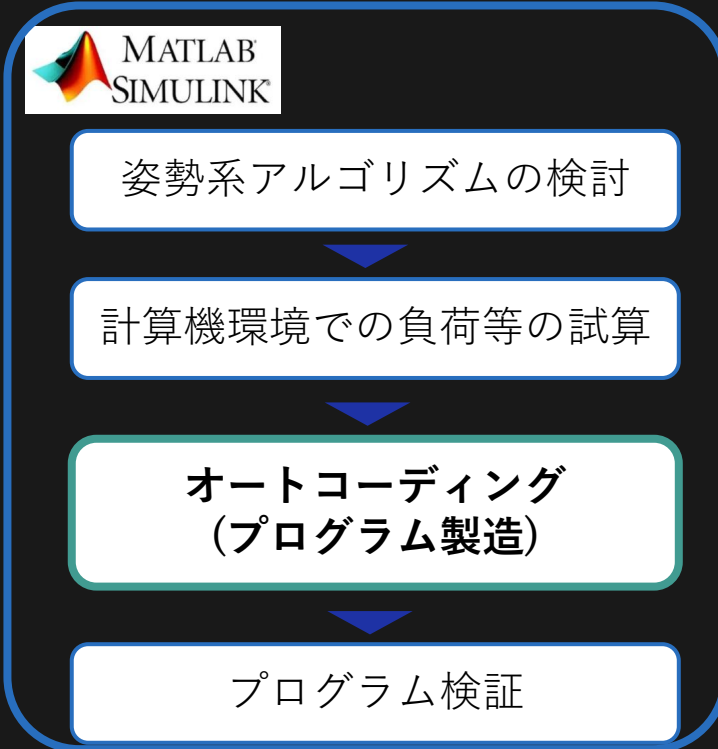 MATLAB
SIMULINK®
姿勢系アルゴリズムの検討
計算機環境での負荷等の試算
オートコーディング
(プログラム製造)
プログラム検証